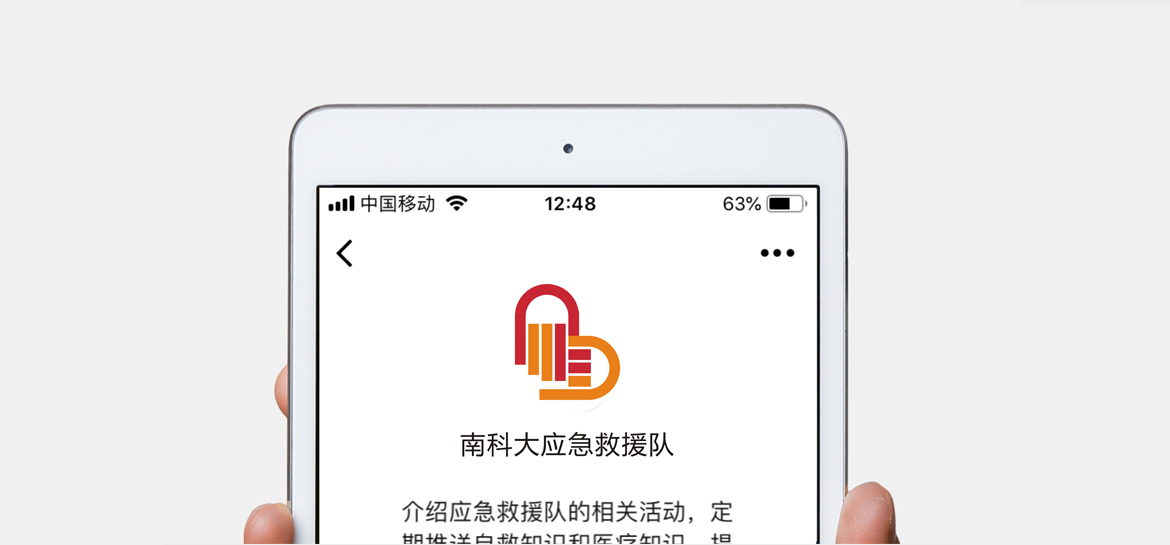 中国移动 12:48 63%
南科大应急救援队
介绍应急救援队的相关活动，定
期推送自救知识和医疗知识，提